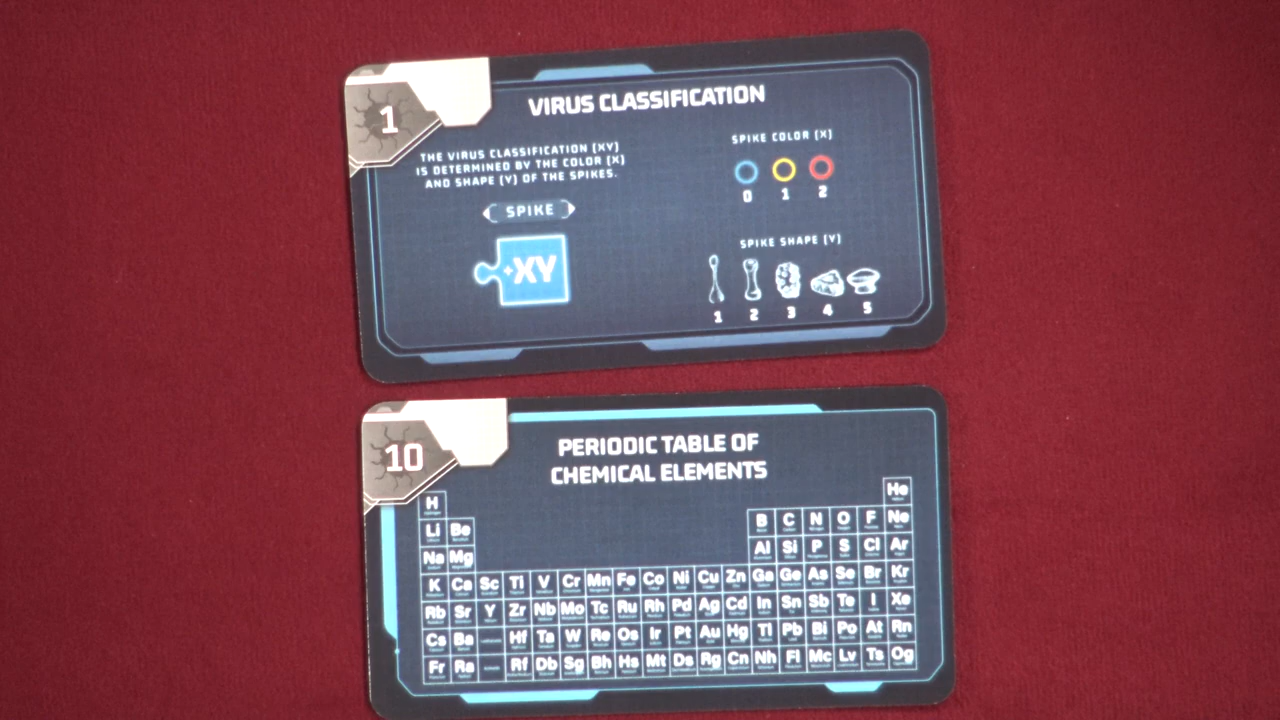 1
VIRUS CLASSIFICATION
THE VIRUS CLASSIFICATION (XY)
IS DETERMINED BY THE COLOR (X)
AND SHAPE (Y) OF THE SPIKES.
SPIKE
+XY
SPIKE COLOR (X)
0 1 2
SPIKE SHAPE (Y)
1 2 3 4 5
10
PERIODIC TABLE OF
CHEMICAL ELEMENTS
H He
Li Be B C N O F Ne
Na Mg Al Si P S Cl Ar
K Ca Sc Ti V Cr Mn Fe Co Ni Cu Zn Ga Ge As Se Br Kr
Rb Sr Y Zr Nb Mo Tc Ru Rh Pd Ag Cd In Sn Sb Te I Xe
Cs Ba Hf Ta W Re Os Ir Pt Au Hg Tl Pb Bi Po At Rn
Fr Ra Rf Db Sg Bh Hs Mt Ds Rg Cn Nh Fl Mc Lv Ts Og